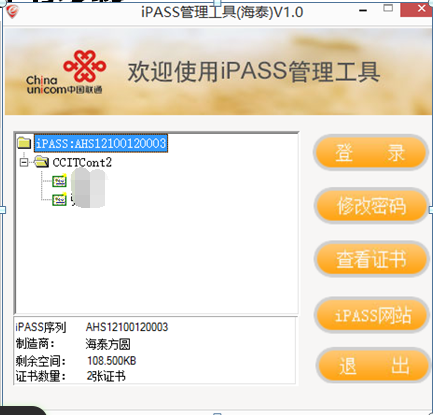 iPASS管理工具(海泰)V1.0
China
unicom中国联通
欢迎使用iPASS管理工具
iPASS:AHS12100120003
CCITCont2
登 录
修改密码
查看证书
iPASS网站
退 出
iPASS序列 AHS12100120003
制造商: 海泰方圆
剩余空间: 108.500KB
证书数量: 2张证书